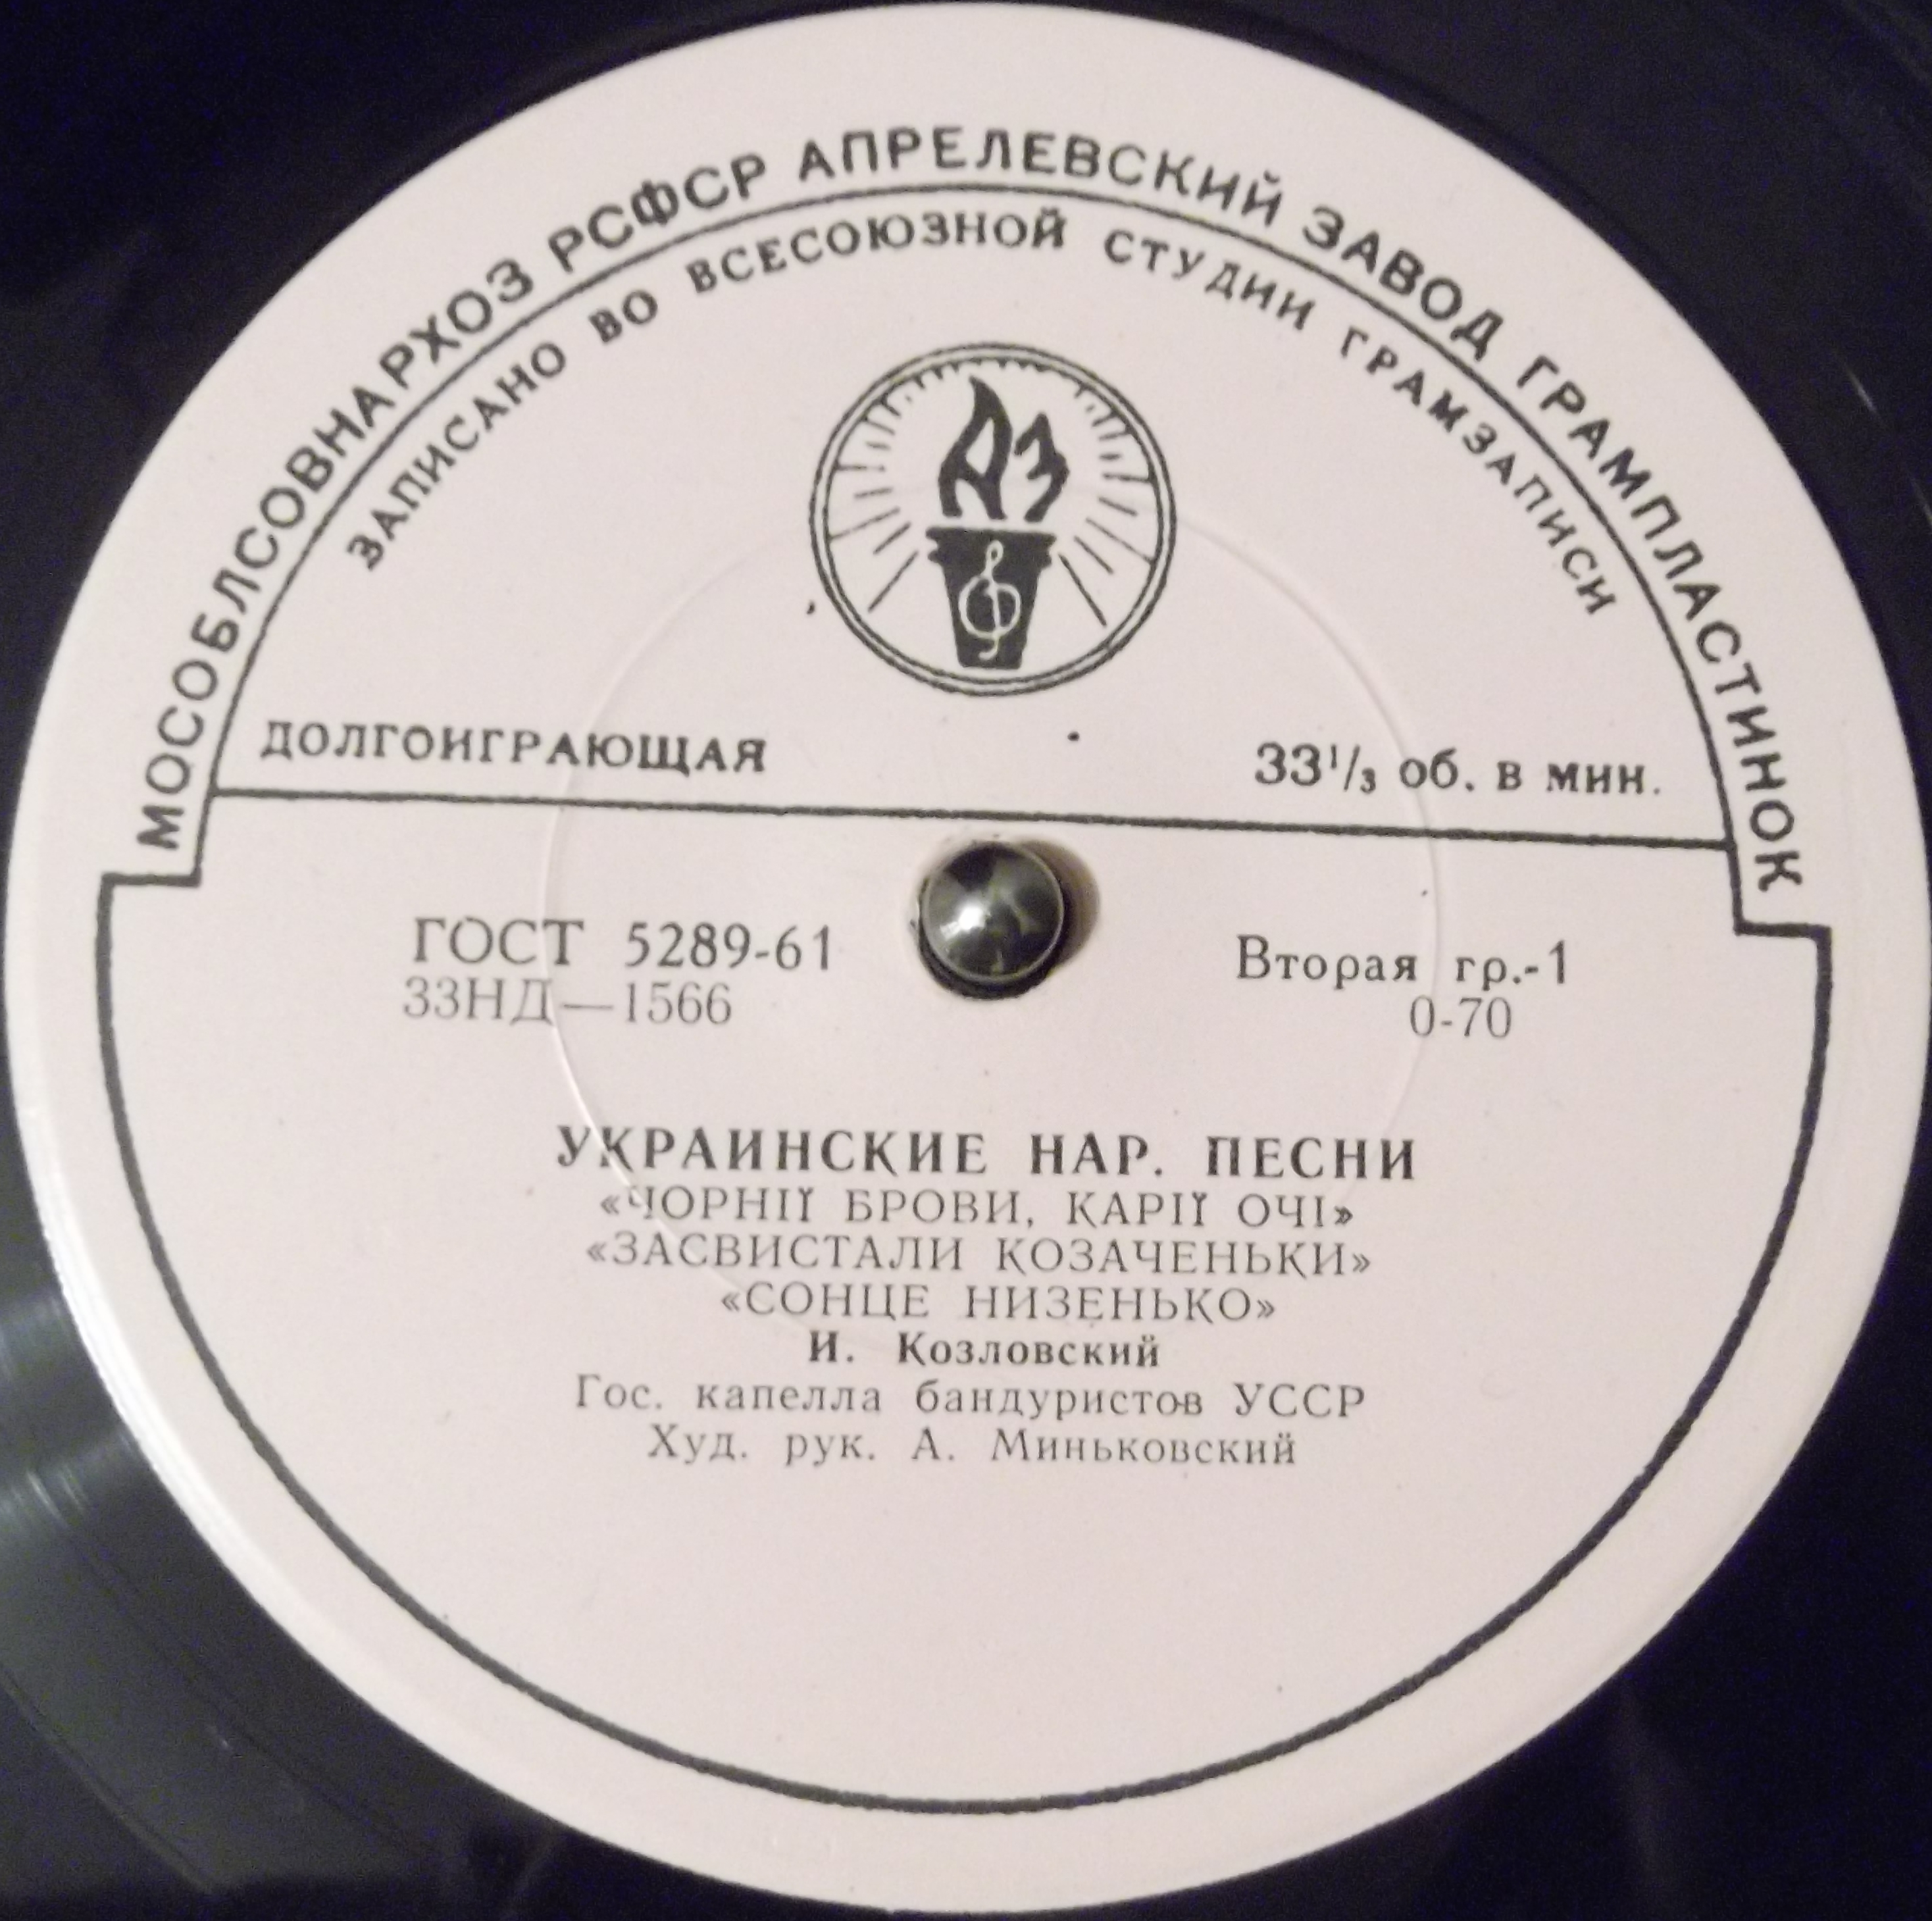 МОСОБЛСОВНАРХОЗ РСФСР АПРЕЛЕВСКИЙ ЗАВОД ГРАМПЛАСТИНОК
ЗАПИСАНО ВО ВСЕСОЮЗНОЙ СТУДИИ ГРАМЗАПИСИ
АЗ
ДОЛГОИГРАЮЩАЯ 33⅓ об. в мин.
ГОСТ 5289-61 Вторая гр.-1
33НД—1566 0-70
УКРАИНСКИЕ НАР. ПЕСНИ
«ЧОРНІЇ БРОВИ, КАРІЇ ОЧІ»
«ЗАСВИСТАЛИ КОЗАЧЕНЬКИ»
«СОНЦЕ НИЗЕНЬКО»
И. Козловский
Гос. капелла бандуристов УССР
Худ. рук. А. Миньковский